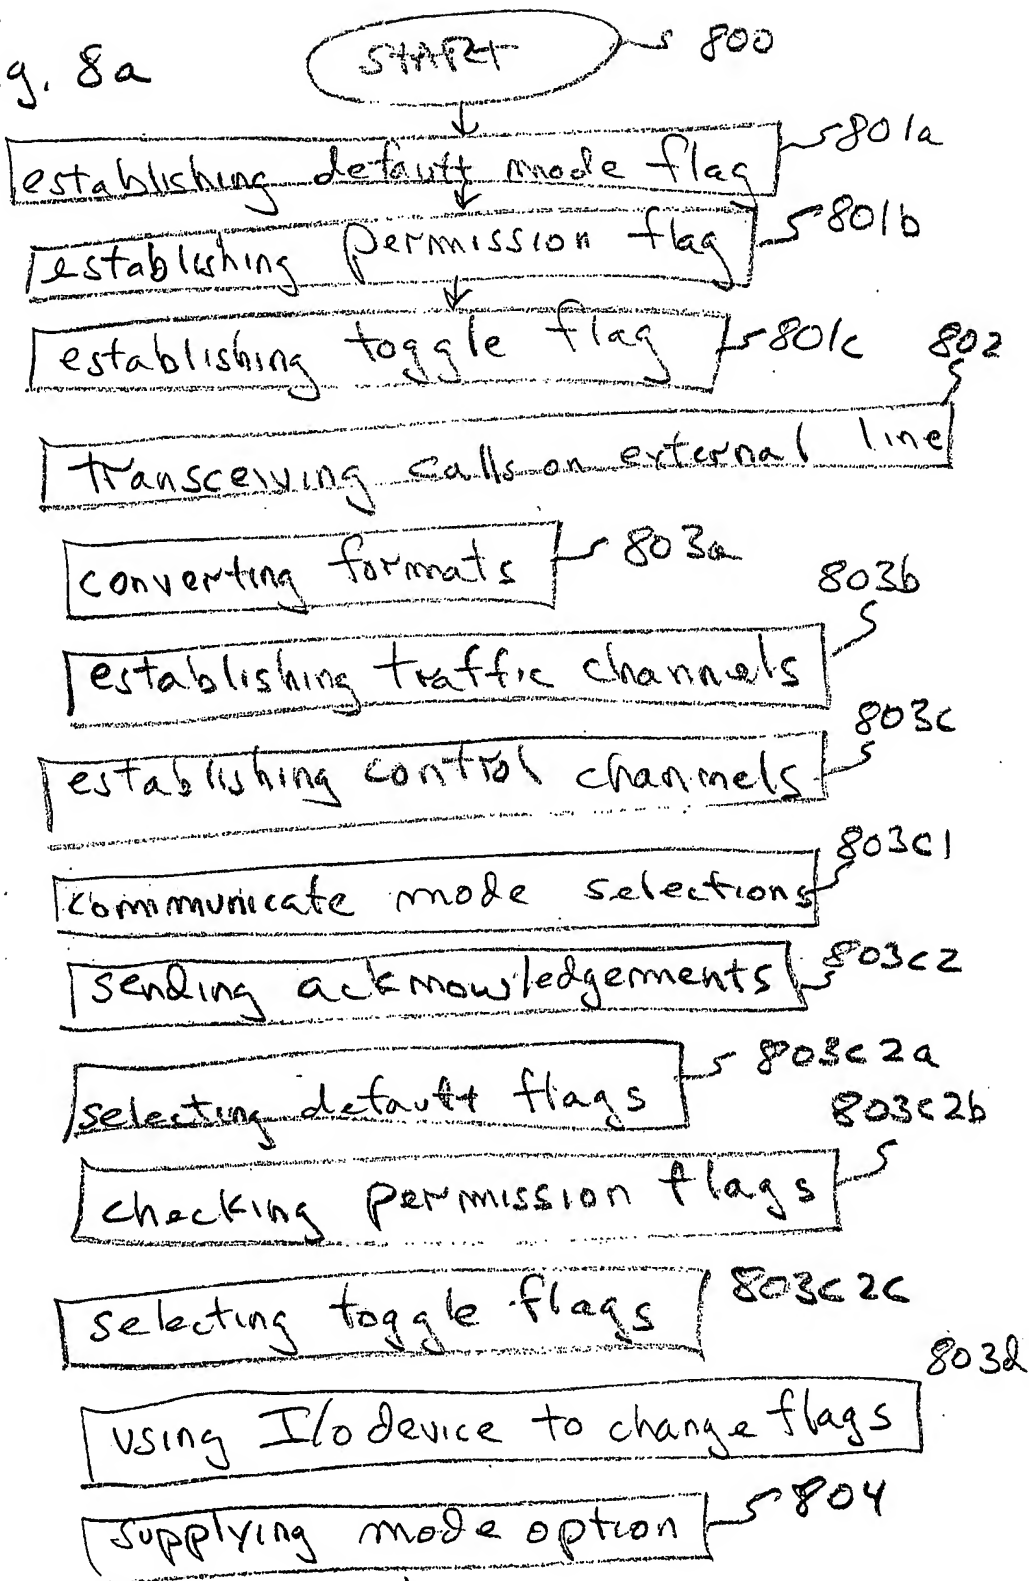 g. 8a
START 800
establishing default mode flag 801a
establishing permission flag 801b
establishing toggle flag 801c
802
transceiving calls on external line
converting formats 803a
803b
establishing traffic channels
803c
establishing control channels
803c1
communicate mode selections
sending acknowledgements 803c2
selecting default flags 803c2a
803c2b
checking permission flags
selecting toggle flags 803c2c
803d
using I/O device to change flags
supplying mode option 804